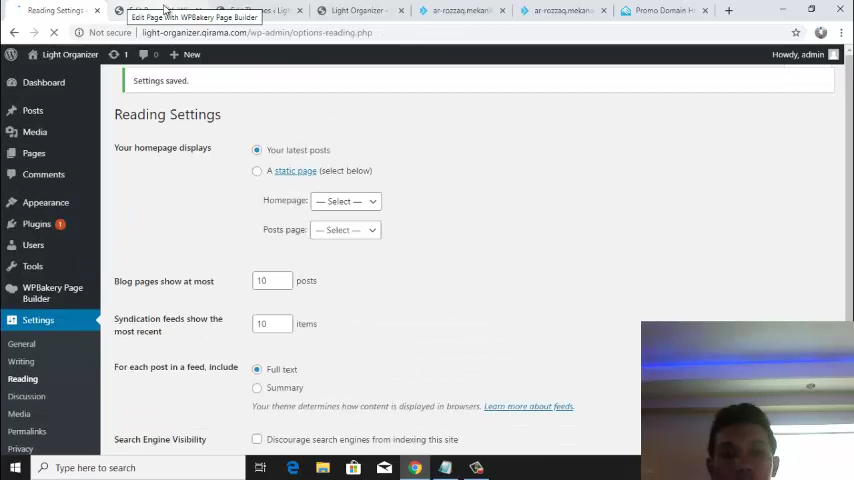 Reading Settings -
Light Organizer
ar-rozzaq.mekanik
ar-rozzaq.mekanik
Promo Domain H
Edit Page with WPBakery Page Builder
Not secure
light-organizer.qirama.com/wp-admin/options-reading.php
Light Organizer
1
0
New
Howdy, admin
Settings saved.
Dashboard
Posts
Media
Pages
Comments
Appearance
Plugins 1
Users
Tools
WPBakery Page
Builder
Settings
General
Writing
Reading
Discussion
Media
Permalinks
Privacy
Reading Settings
Your homepage displays
Your latest posts
A static page (select below)
Homepage: — Select —
Posts page: — Select —
Blog pages show at most 10 posts
Syndication feeds show the
most recent
10 items
For each post in a feed, include
Full text
Summary
Your theme determines how content is displayed in browsers. Learn more about feeds.
Search Engine Visibility
Discourage search engines from indexing this site
Type here to search